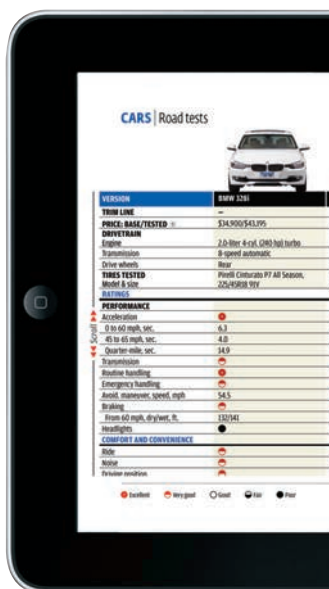 CARS | Road tests
VERSION BMW 328i
TRIM LINE —
PRICE: BASE/TESTED $34,900/$43,195
DRIVETRAIN
Engine 2.0-liter 4-cyl. (240 hp) turbo
Transmission 8-speed automatic
Drive wheels Rear
TIRES TESTED Pirelli Cinturato P7 All Season,
Model & size 225/45R18 91V
RATINGS
PERFORMANCE
Acceleration
0 to 60 mph, sec. 6.3
45 to 65 mph, sec. 4.0
Quarter-mile, sec. 14.9
Transmission
Routine handling
Emergency handling
Avoid. maneuver, speed, mph 54.5
Braking
From 60 mph, dry/wet, ft. 132/141
Headlights
COMFORT AND CONVENIENCE
Ride
Noise
Driving position
Scroll
Excellent Very good Good Fair Poor